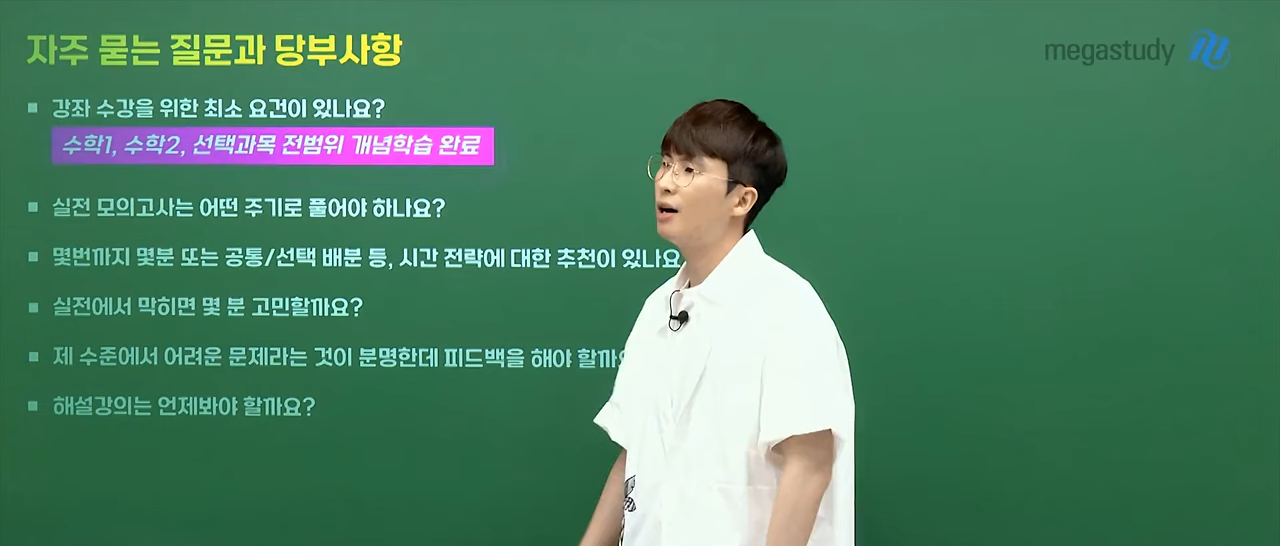 자주 묻는 질문과 당부사항
megastudy
강좌 수강을 위한 최소 요건이 있나요?
수학1, 수학2, 선택과목 전범위 개념학습 완료
실전 모의고사는 어떤 주기로 풀어야 하나요?
몇번까지 몇분 또는 공통/선택 배분 등, 시간 전략에 대한 추천이 있나요
실전에서 막히면 몇 분 고민할까요?
제 수준에서 어려운 문제라는 것이 분명한데 피드백을 해야
해설강의는 언제봐야 할까요?